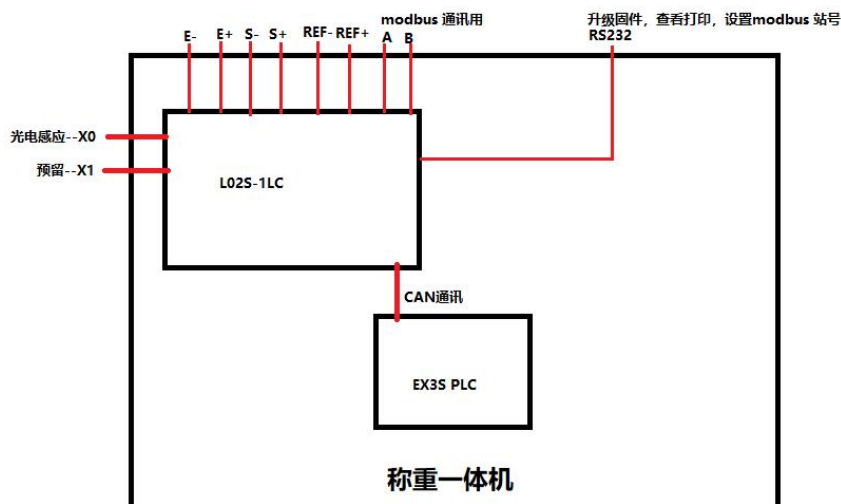 modbus 通讯用
E- E+ S- S+ REF- REF+ A B
升级固件，查看打印，设置modbus 站号
RS232
光电感应--X0
预留--X1
L02S-1LC
CAN通讯
EX3S PLC
称重一体机